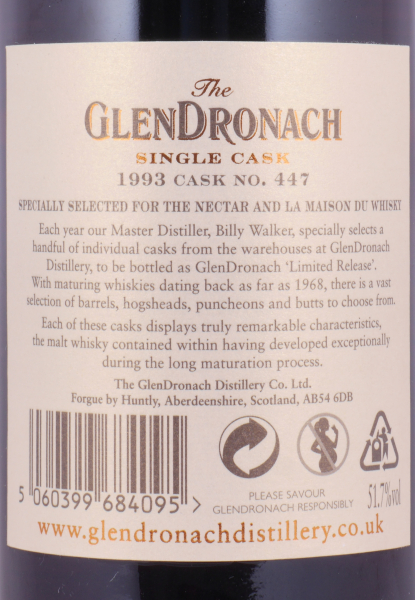 The
GLENDRONACH
SINGLE CASK
1993 CASK NO. 447
SPECIALLY SELECTED FOR THE NECTAR AND LA MAISON DU WHISKY
Each year our Master Distiller, Billy Walker, specially selects a
handful of individual casks from the warehouses at GlenDronach
Distillery, to be bottled as GlenDronach ‘Limited Release’.
With maturing whiskies dating back as far as 1968, there is a vast
selection of barrels, hogsheads, puncheons and butts to choose from.
Each of these casks displays truly remarkable characteristics,
the malt whisky contained within having developed exceptionally
during the long maturation process.
The GlenDronach Distillery Co. Ltd.
Forgue by Huntly, Aberdeenshire, Scotland, AB54 6DB
5 060399 684095 >
PLEASE SAVOUR
GLENDRONACH RESPONSIBLY
51.7%vol
www.glendronachdistillery.co.uk